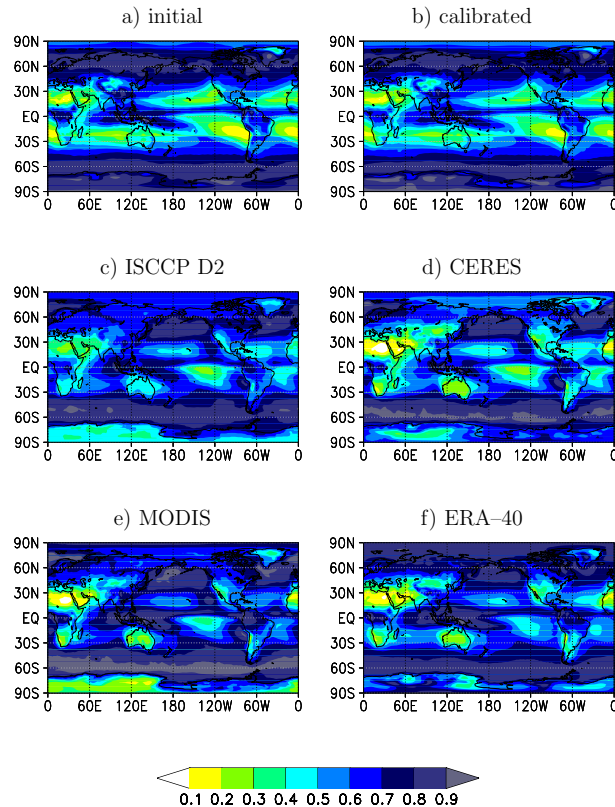 a) initial
b) calibrated
90N
60N
30N
EQ
30S
60S
90S
0 60E 120E 180 120W 60W 0
90N
60N
30N
EQ
30S
60S
90S
0 60E 120E 180 120W 60W 0
c) ISCCP D2
d) CERES
90N
60N
30N
EQ
30S
60S
90S
0 60E 120E 180 120W 60W 0
90N
60N
30N
EQ
30S
60S
90S
0 60E 120E 180 120W 60W 0
e) MODIS
f) ERA–40
90N
60N
30N
EQ
30S
60S
90S
0 60E 120E 180 120W 60W 0
90N
60N
30N
EQ
30S
60S
90S
0 60E 120E 180 120W 60W 0
0.1 0.2 0.3 0.4 0.5 0.6 0.7 0.8 0.9